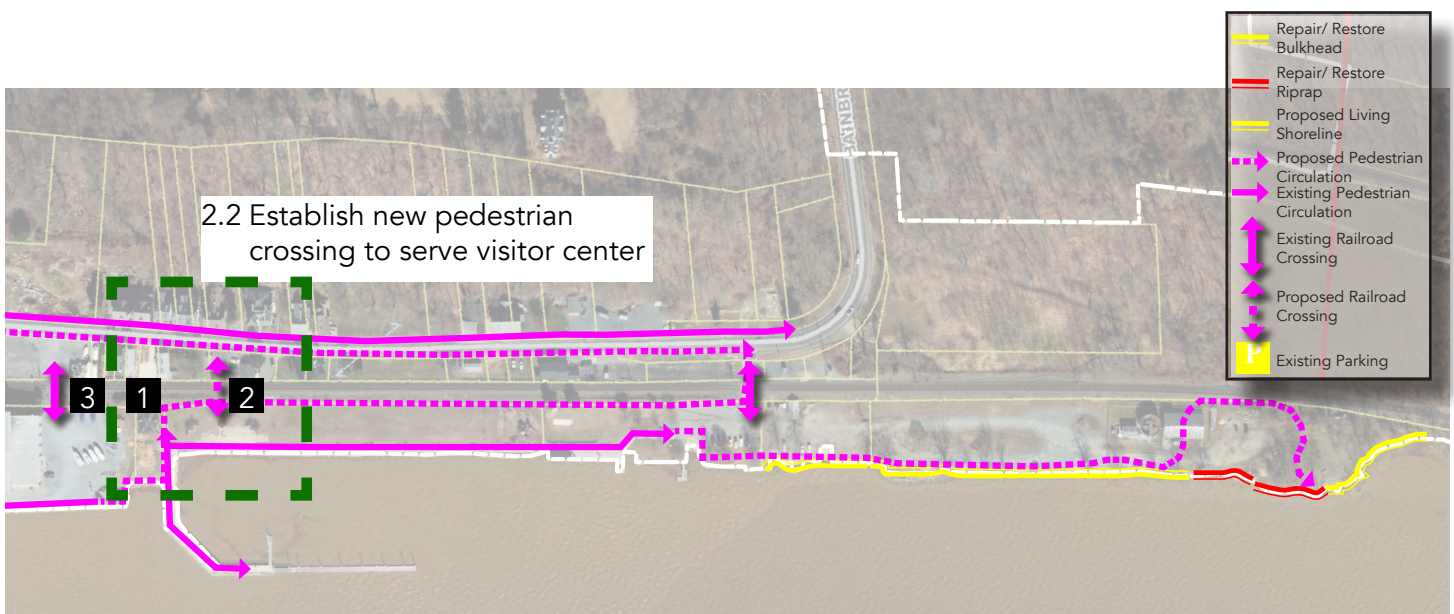 Repair/ Restore
Bulkhead
Repair/ Restore
Riprap
Proposed Living
Shoreline
Proposed Pedestrian
Circulation
Existing Pedestrian
Circulation
Existing Railroad
Crossing
Proposed Railroad
Crossing
P
Existing Parking
BAINBR
2.2 Establish new pedestrian
crossing to serve visitor center
3
1
2